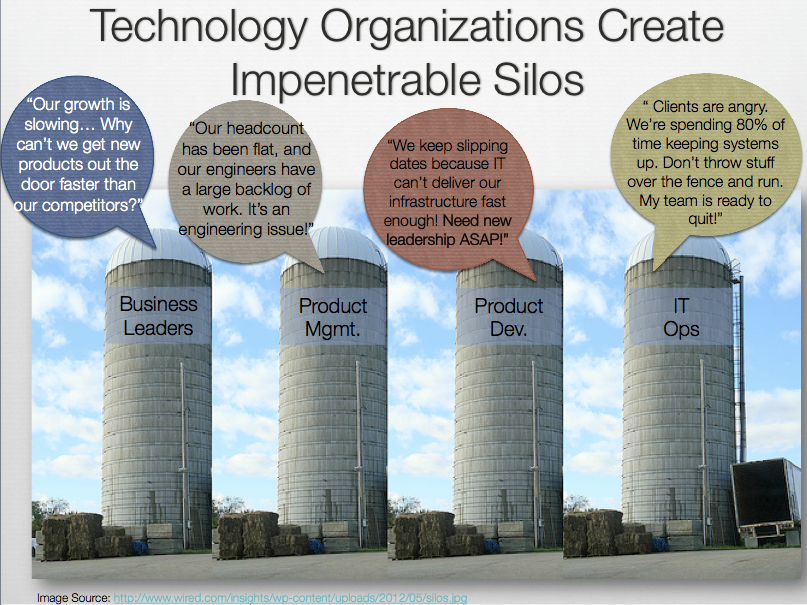 Technology Organizations Create
Impenetrable Silos
“Our growth is
slowing… Why
can’t we get new
products out the
door faster than
our competitors?”
“Our headcount
has been flat, and
our engineers have
a large backlog of
work. It’s an
engineering issue!”
“We keep slipping
dates because IT
can’t deliver our
infrastructure fast
enough! Need new
leadership ASAP!”
“ Clients are angry.
We’re spending 80% of
time keeping systems
up. Don’t throw stuff
over the fence and run.
My team is ready to
quit!”
Business
Leaders
Product
Mgmt.
Product
Dev.
IT
Ops
Image Source: http://www.wired.com/insights/wp-content/uploads/2012/05/silos.jpg